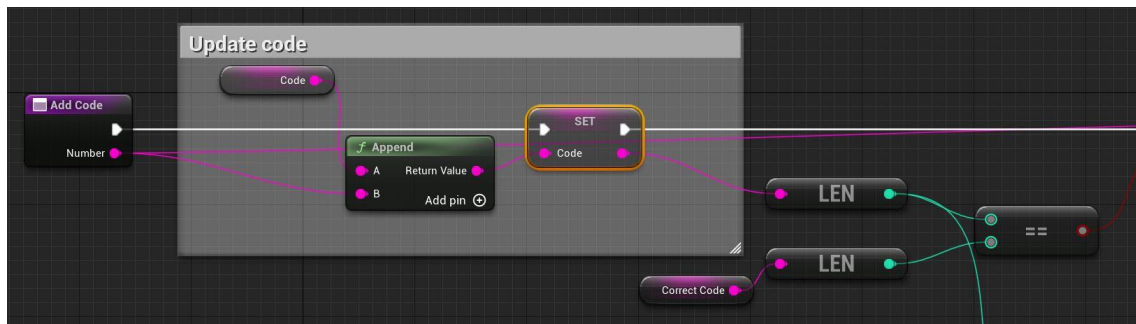 Update code
Code
Add Code
SET
Number
f Append
Code
A Return Value
B Add pin
LEN
==
LEN
Correct Code